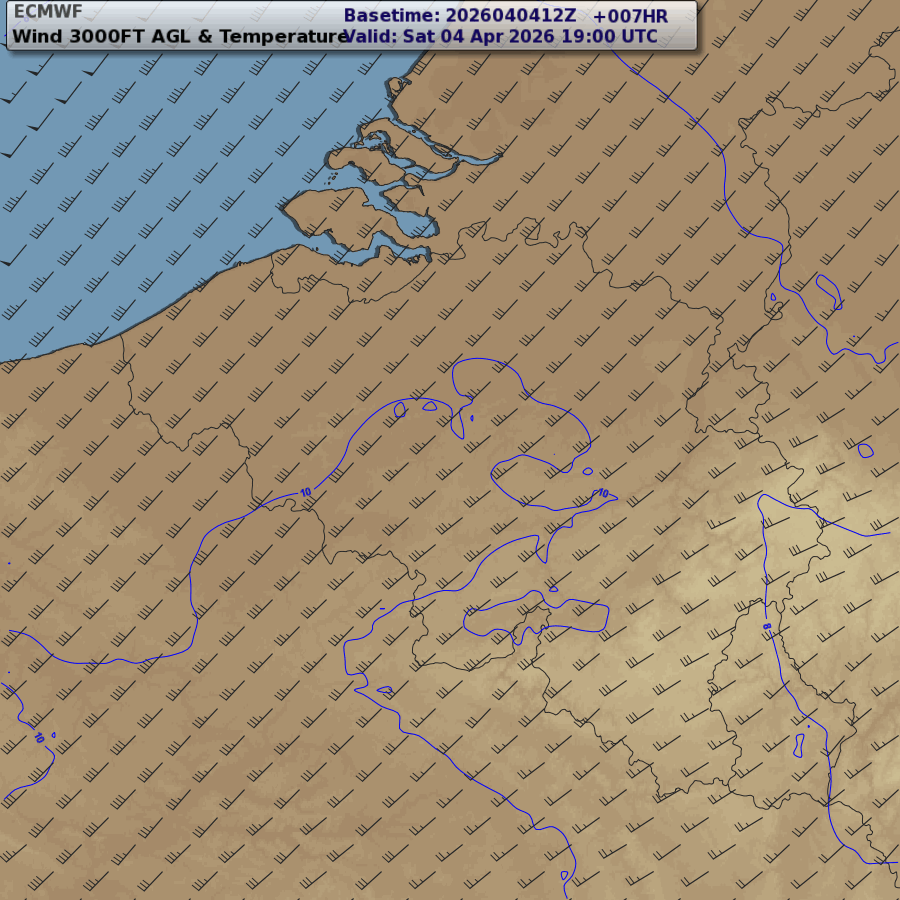 ECMWF
Basetime: 2026040412Z +007HR
Wind 3000FT AGL & Temperature
Valid: Sat 04 Apr 2026 19:00 UTC
10
10
8
10